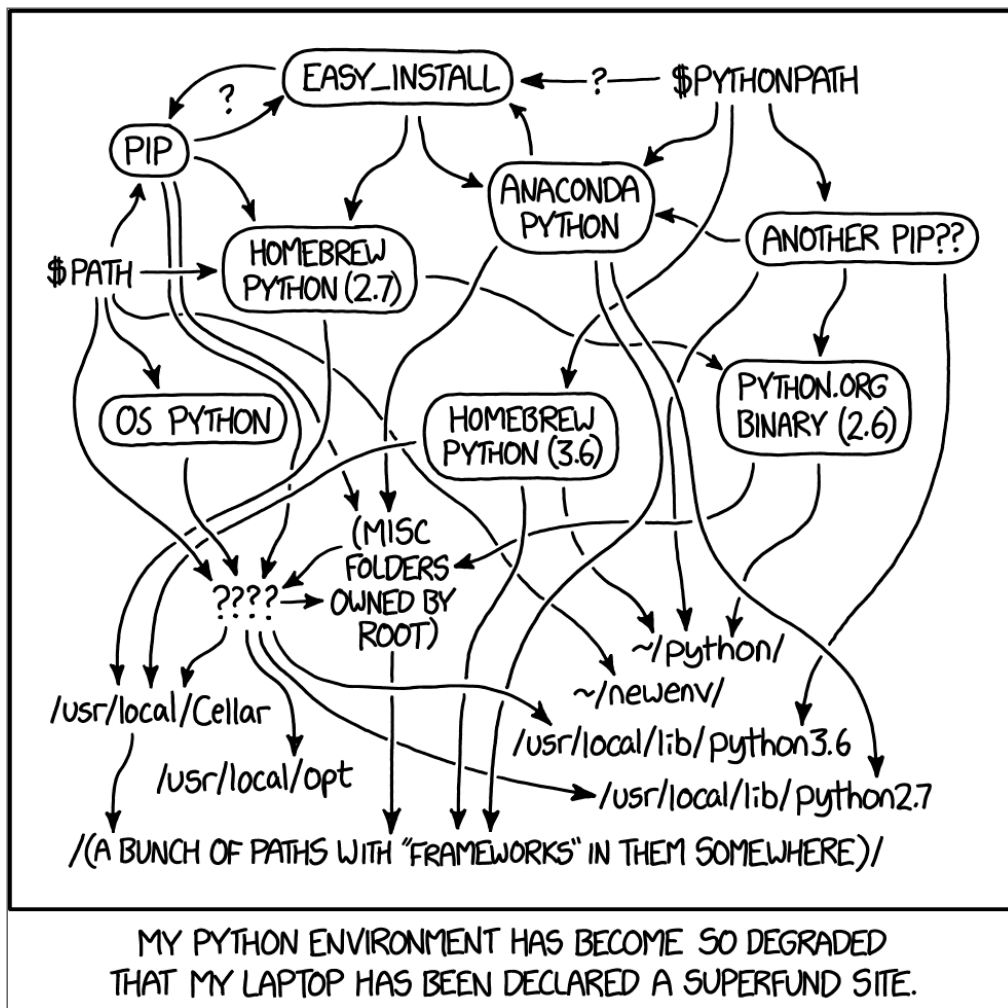 EASY_INSTALL
?
$PYTHONPATH
?
PIP
ANACONDA
PYTHON
ANOTHER PIP??
HOMEBREW
PYTHON (2.7)
$PATH
OS PYTHON
HOMEBREW
PYTHON (3.6)
PYTHON.ORG
BINARY (2.6)
(MISC
FOLDERS
OWNED BY
ROOT)
????
~/python/
~/newenv/
/usr/local/Cellar
/usr/local/lib/python3.6
/usr/local/opt
/usr/local/lib/python2.7
/(A BUNCH OF PATHS WITH "FRAMEWORKS" IN THEM SOMEWHERE)/
MY PYTHON ENVIRONMENT HAS BECOME SO DEGRADED
THAT MY LAPTOP HAS BEEN DECLARED A SUPERFUND SITE.